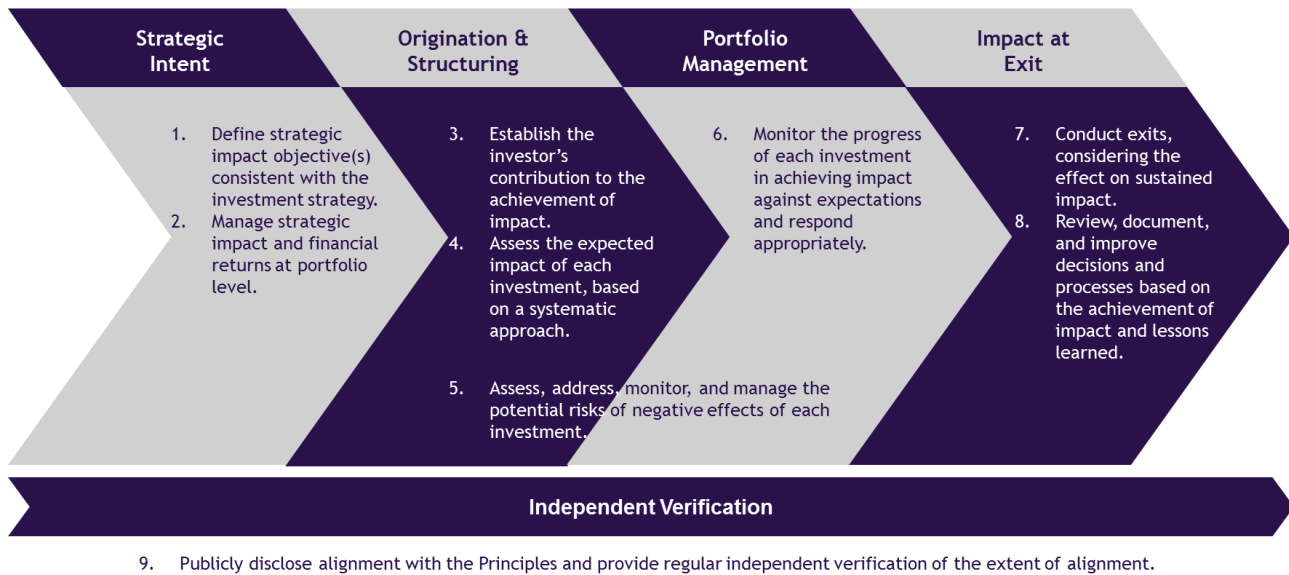 Strategic
Intent
Origination &
Structuring
Portfolio
Management
Impact at
Exit
1. Define strategic
impact objective(s)
consistent with the
investment strategy.
2. Manage strategic
impact and financial
returns at portfolio
level.
3. Establish the
investor’s
contribution to the
achievement of
impact.
4. Assess the expected
impact of each
investment, based
on a systematic
approach.
5. Assess, address, monitor, and manage the
potential risks of negative effects of each
investment.
6. Monitor the progress
of each investment
in achieving impact
against expectations
and respond
appropriately.
7. Conduct exits,
considering the
effect on sustained
impact.
8. Review, document,
and improve
decisions and
processes based on
the achievement of
impact and lessons
learned.
Independent Verification
9. Publicly disclose alignment with the Principles and provide regular independent verification of the extent of alignment.